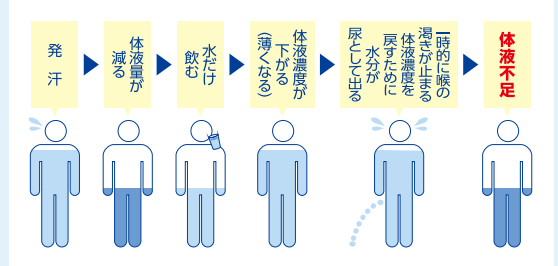 発汗
体液量が
減る
水だけ
飲む
体液濃度が
下がる
(薄くなる)
一時的に喉の
渇きが止まる
体液濃度を
戻すために
水分が
尿として出る
体液不足